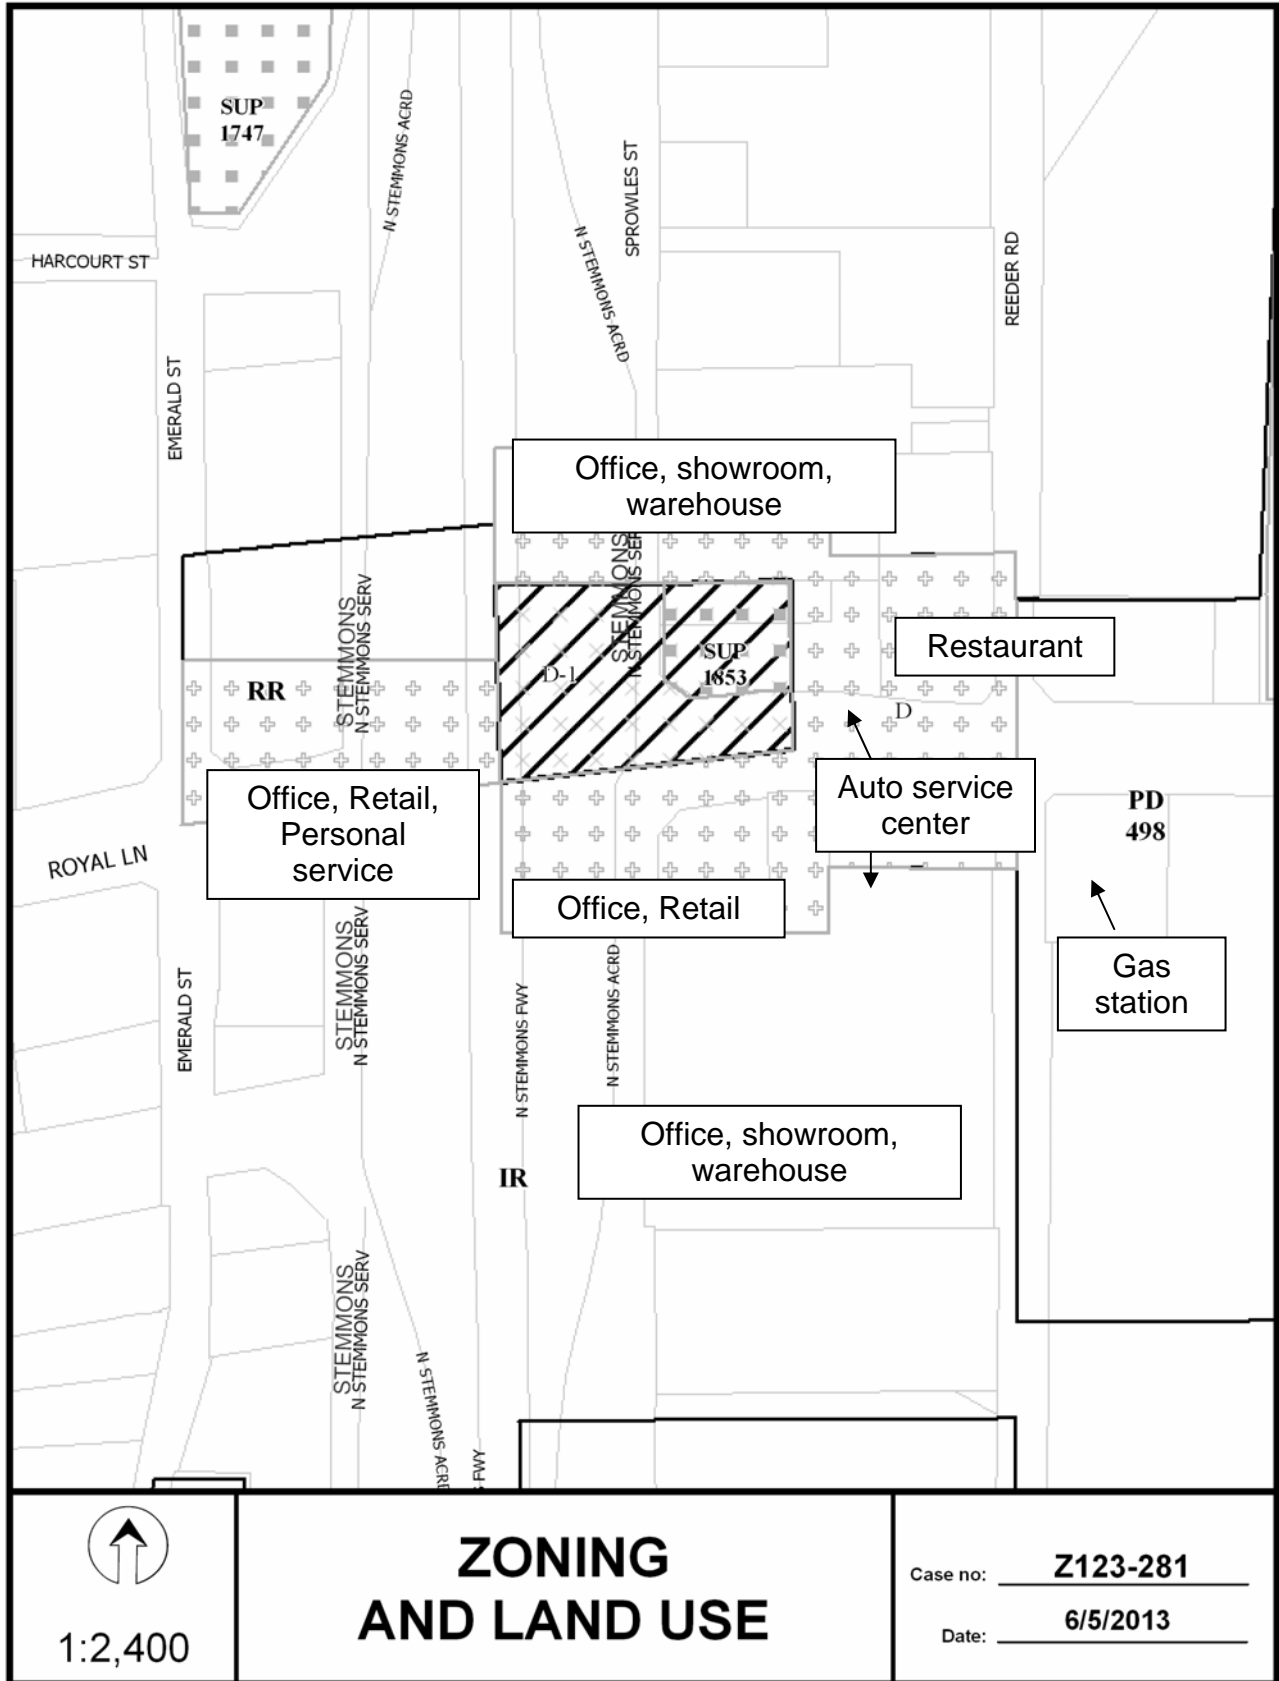 SUP
1747
N STEMMONS ACRD
SPROWLES ST
N STEMMONS ACRD
HARCOURT ST
REEDER RD
EMERALD ST
Office, showroom,
warehouse
STEMMONS
N STEMMONS SER
STEMMONS
N STEMMONS SERV
Restaurant
SUP
1853
D-1
RR
D
Office, Retail,
Personal
service
Auto service
center
PD
498
ROYAL LN
Office, Retail
STEMMONS
N STEMMONS SERV
Gas
station
EMERALD ST
N STEMMONS FWY
N STEMMONS ACRD
Office, showroom,
warehouse
IR
STEMMONS
N STEMMONS SERV
N STEMMONS ACRE
FWY
1:2,400
ZONING
AND LAND USE
Case no: Z123-281
Date: 6/5/2013